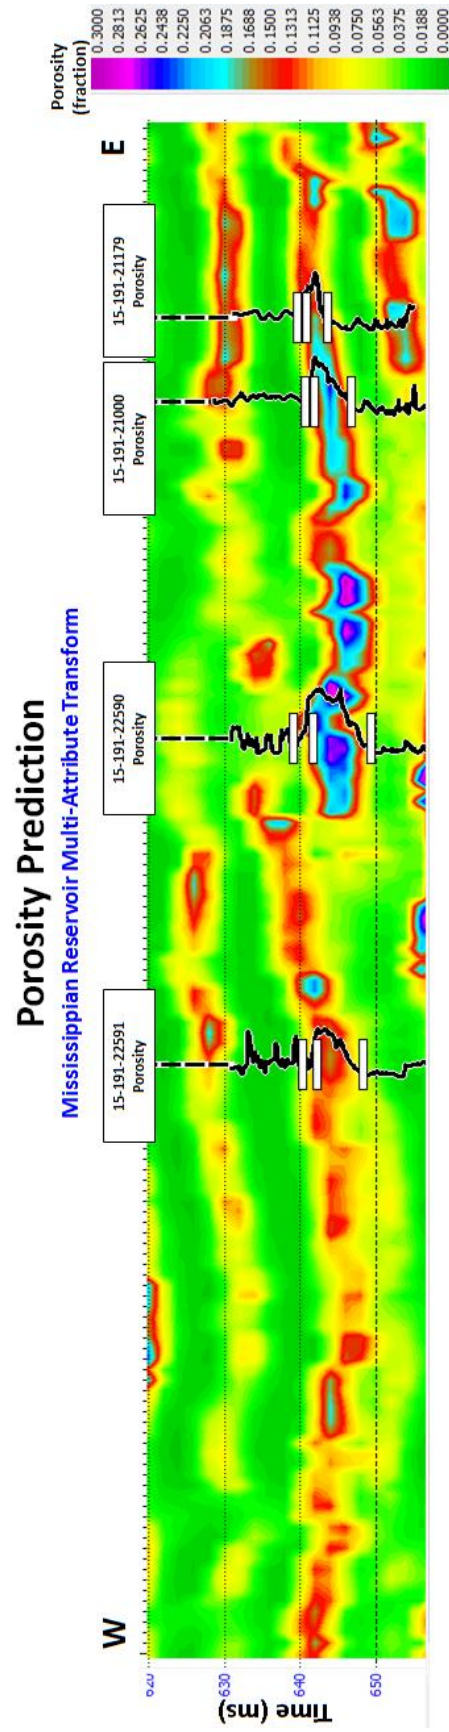 Porosity Prediction
Mississippian Reservoir Multi-Attribute Transform
W
E
15-191-22591
Porosity
15-191-22590
Porosity
15-191-21000
Porosity
15-191-21179
Porosity
Time (ms)
620
630
640
650
Porosity
(fraction)
0.3000
0.2813
0.2625
0.2438
0.2250
0.2063
0.1875
0.1688
0.1500
0.1313
0.1125
0.0938
0.0750
0.0563
0.0375
0.0188
0.0000